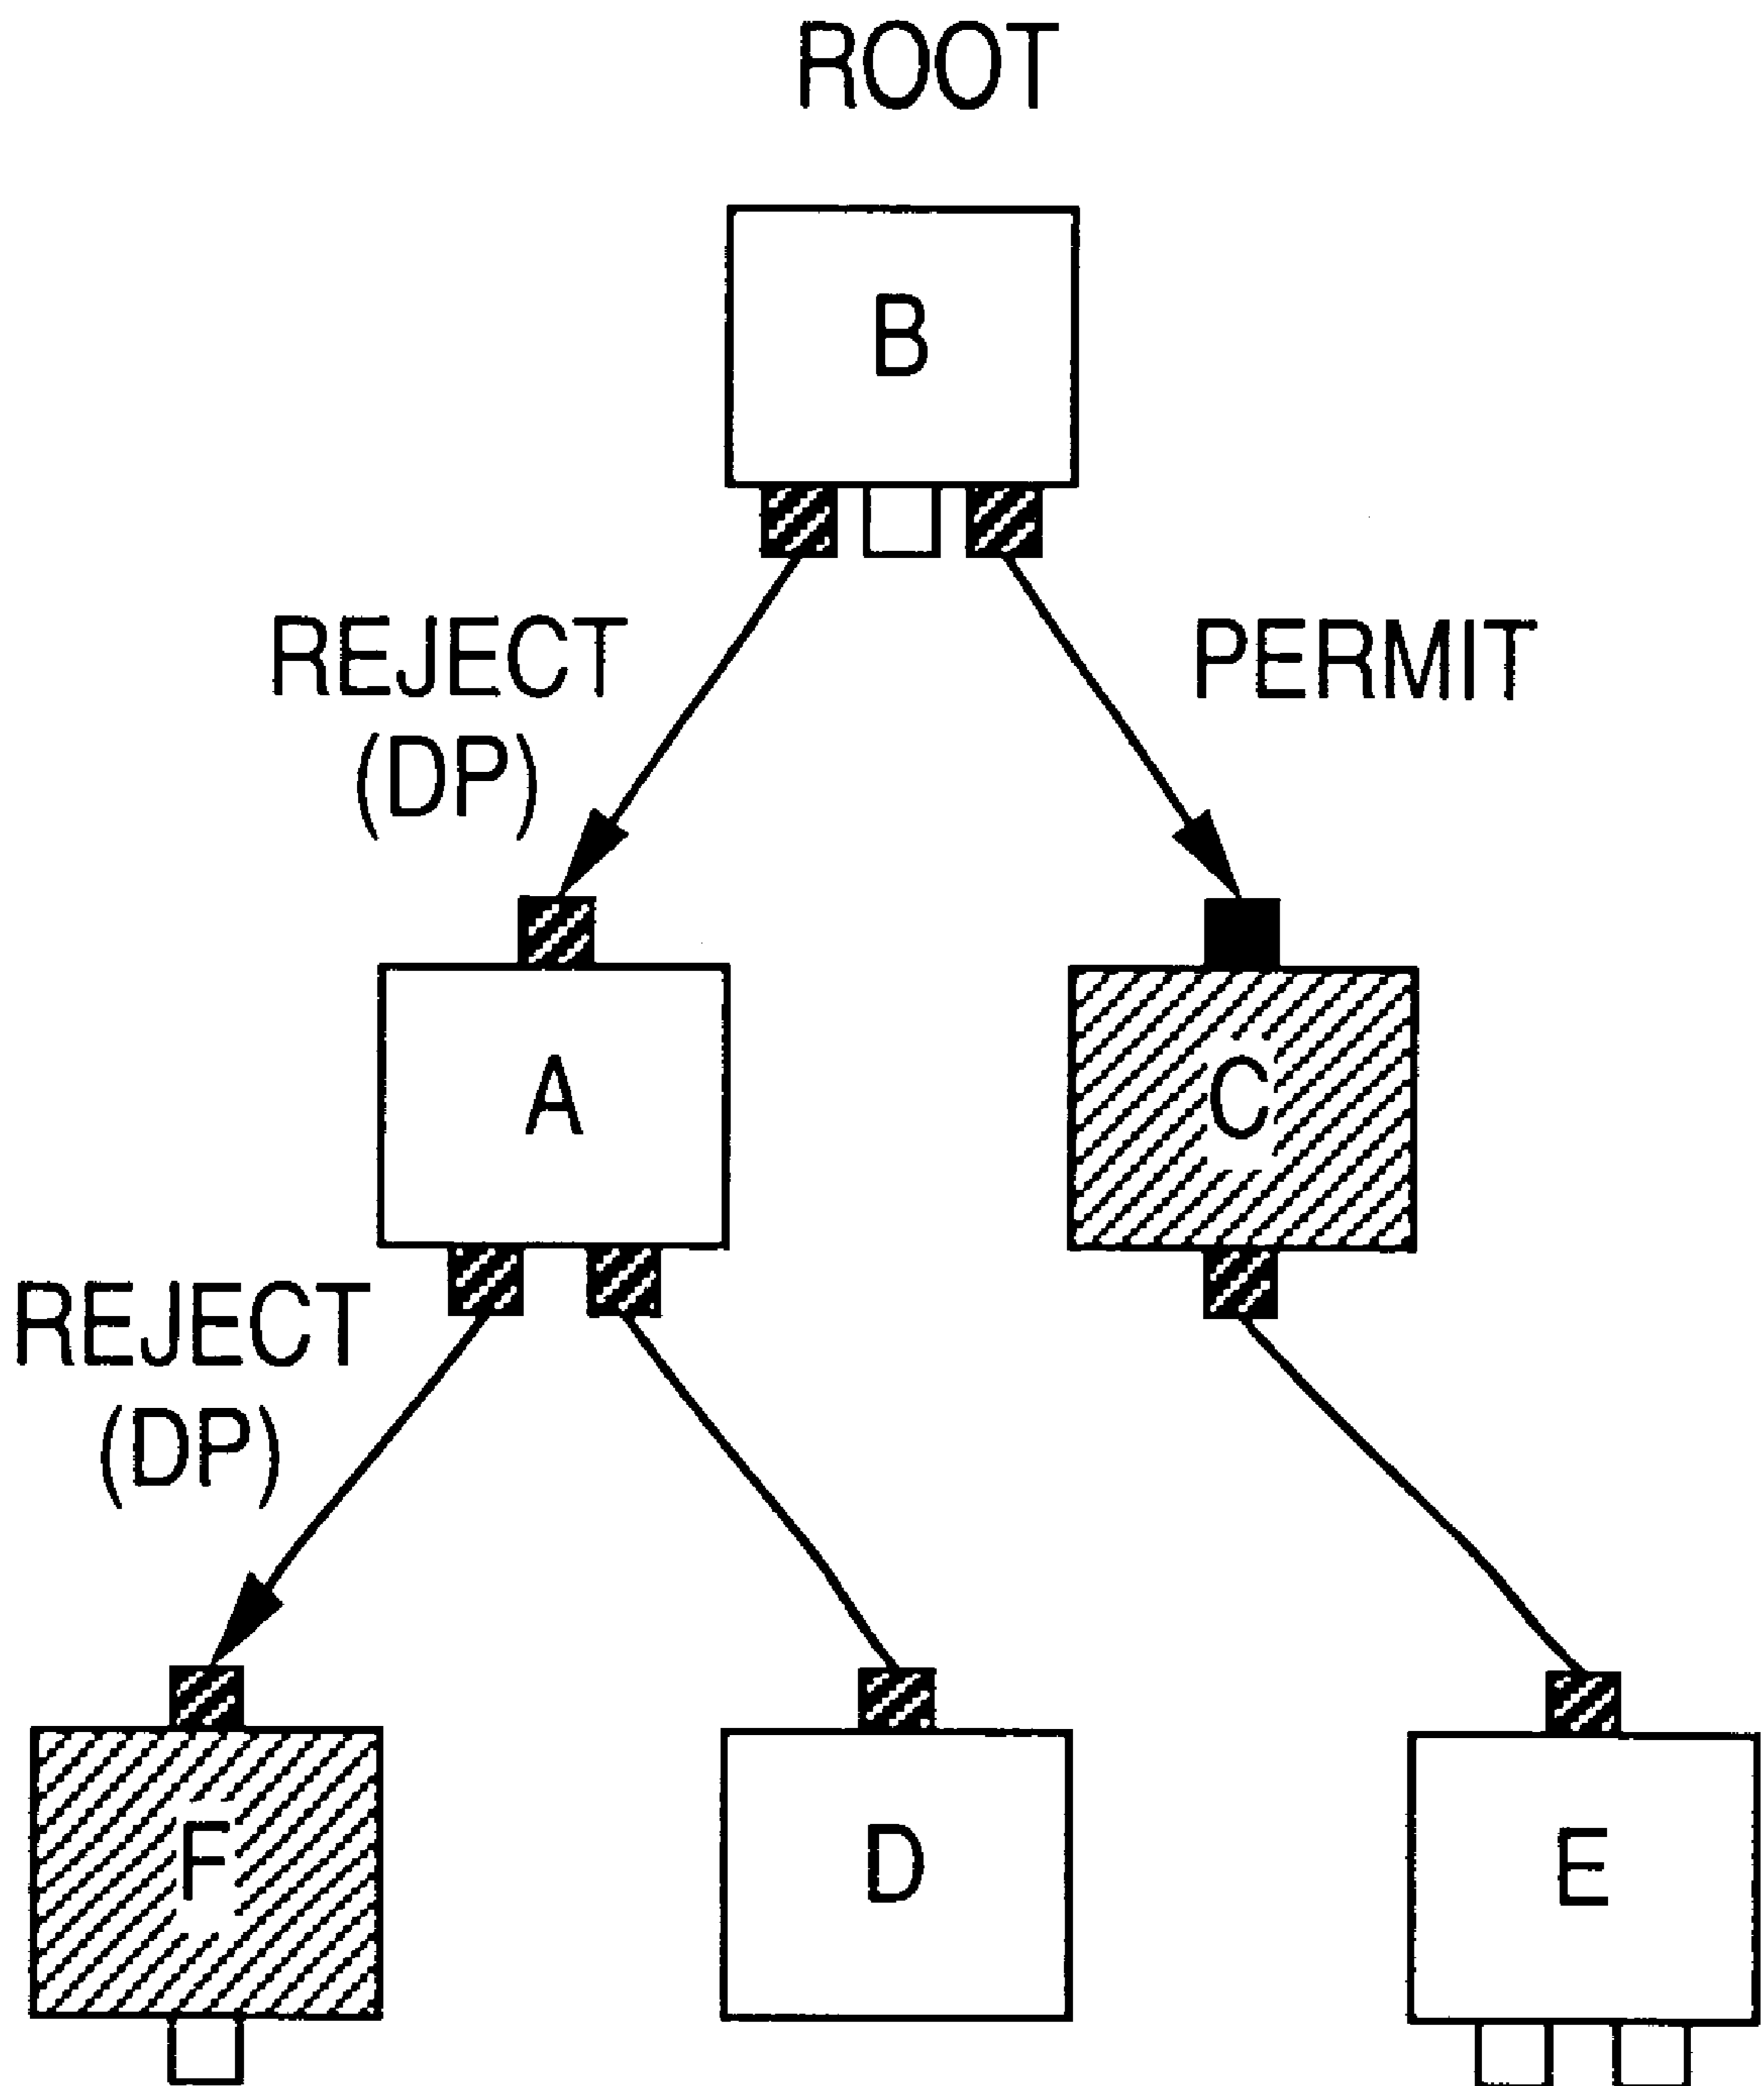 ROOT
B
REJECT
(DP)
PERMIT
A
C
REJECT
(DP)
F
D
E